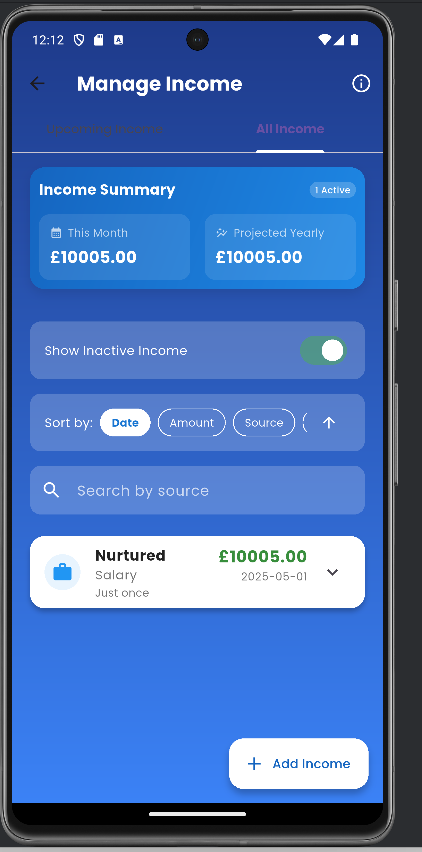 12:12
Manage Income
Upcoming Income
All Income
Income Summary
1 Active
This Month
Projected Yearly
£10005.00
£10005.00
Show Inactive Income
Sort by: Date Amount Source
Search by source
Nurtured
£10005.00
Salary
2025-05-01
Just once
Add Income